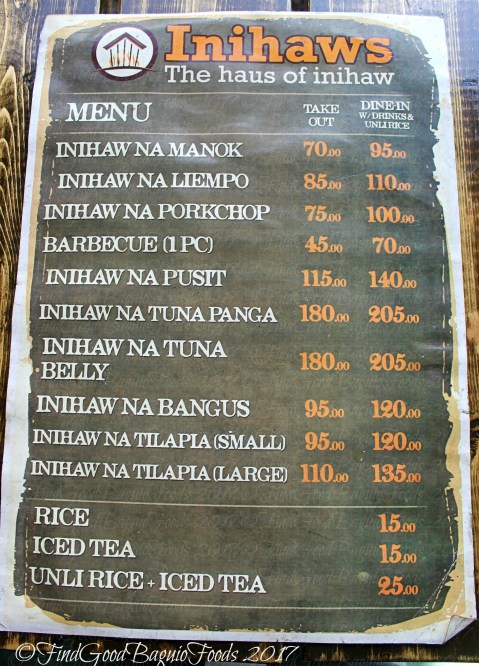 Inihaws
The haus of inihaw
MENU TAKE OUT DINE-IN W/ DRINKS & UNLI RICE
INIHAW NA MANOK 70.00 95.00
INIHAW NA LIEMPO 85.00 110.00
INIHAW NA PORKCHOP 75.00 100.00
BARBECUE (1 PC) 45.00 70.00
INIHAW NA PUSIT 115.00 140.00
INIHAW NA TUNA PANGA 180.00 205.00
INIHAW NA TUNA
BELLY 180.00 205.00
INIHAW NA BANGUS 95.00 120.00
INIHAW NA TILAPIA (SMALL) 95.00 120.00
INIHAW NA TILAPIA (LARGE) 110.00 135.00
RICE 15.00
ICED TEA 15.00
UNLI RICE + ICED TEA 25.00
©FindGoodBaguioFoods 2017